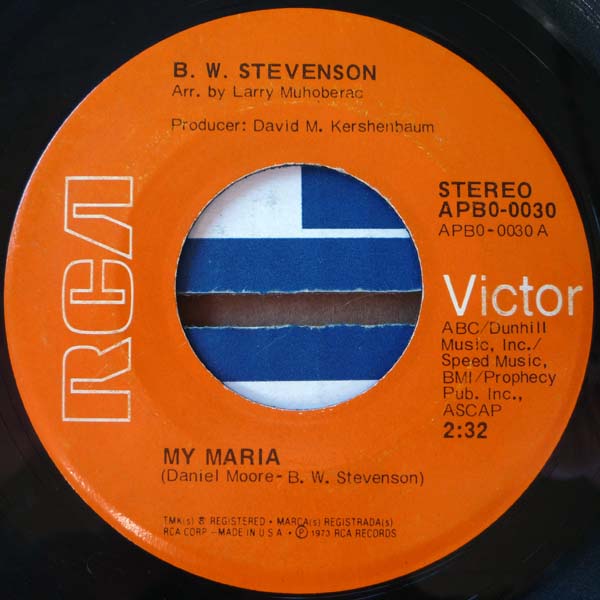 B. W. STEVENSON
Arr. by Larry Muhoberac
Producer: David M. Kershenbaum
RCA
STEREO
APBO-0030
APBO-0030 A
Victor
ABC/Dunhill
Music, Inc./
Speed Music,
BMI/Prophecy
Pub. Inc.,
ASCAP
2:32
MY MARIA
(Daniel Moore-B. W. Stevenson)
TMK(s) ® REGISTERED • MARCA(s) REGISTRADA(s)
RCA CORP.-MADE IN U.S.A. • ℗ 1973 RCA RECORDS